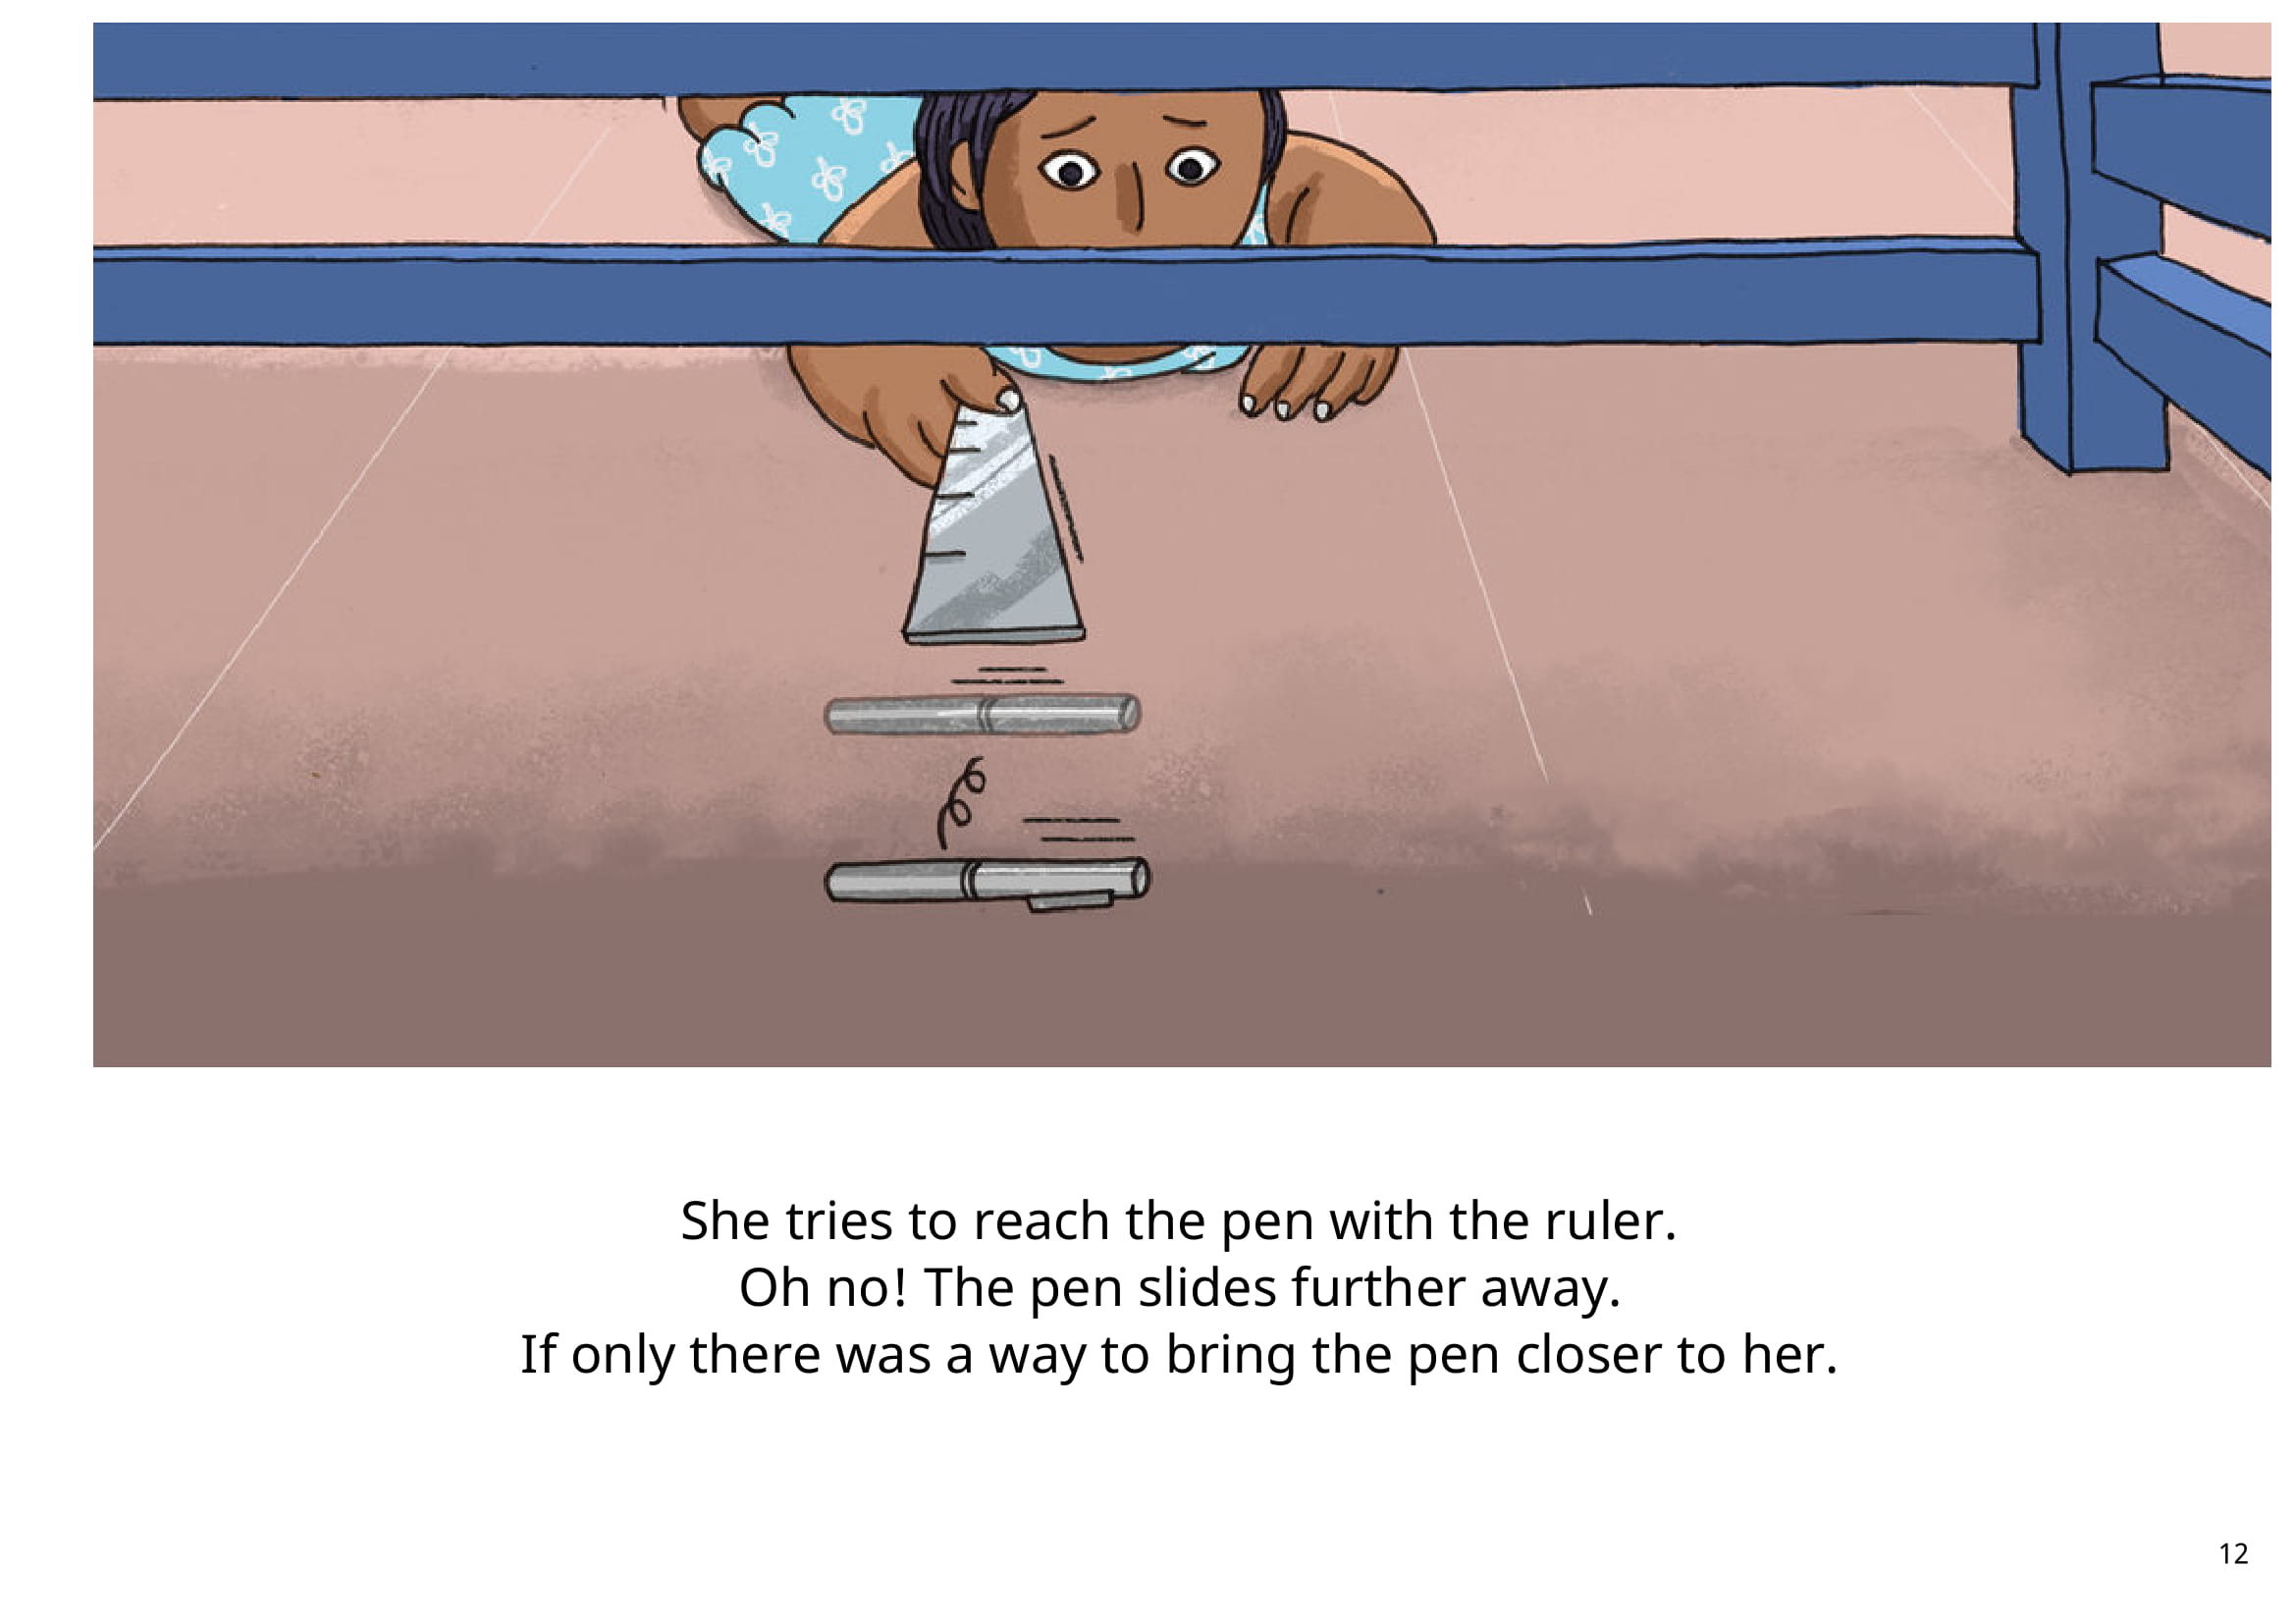 She tries to reach the pen with the ruler.
Oh no! The pen slides further away.
If only there was a way to bring the pen closer to her.
12